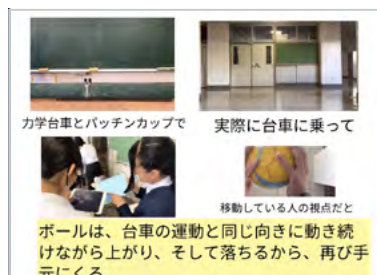 力学台車とパッチンカップで
実際に台車に乗って
移動している人の視点だと
ボールは、台車の運動と同じ向きに動き続
けながら上がり、そして落ちるから、再び手
元にくる